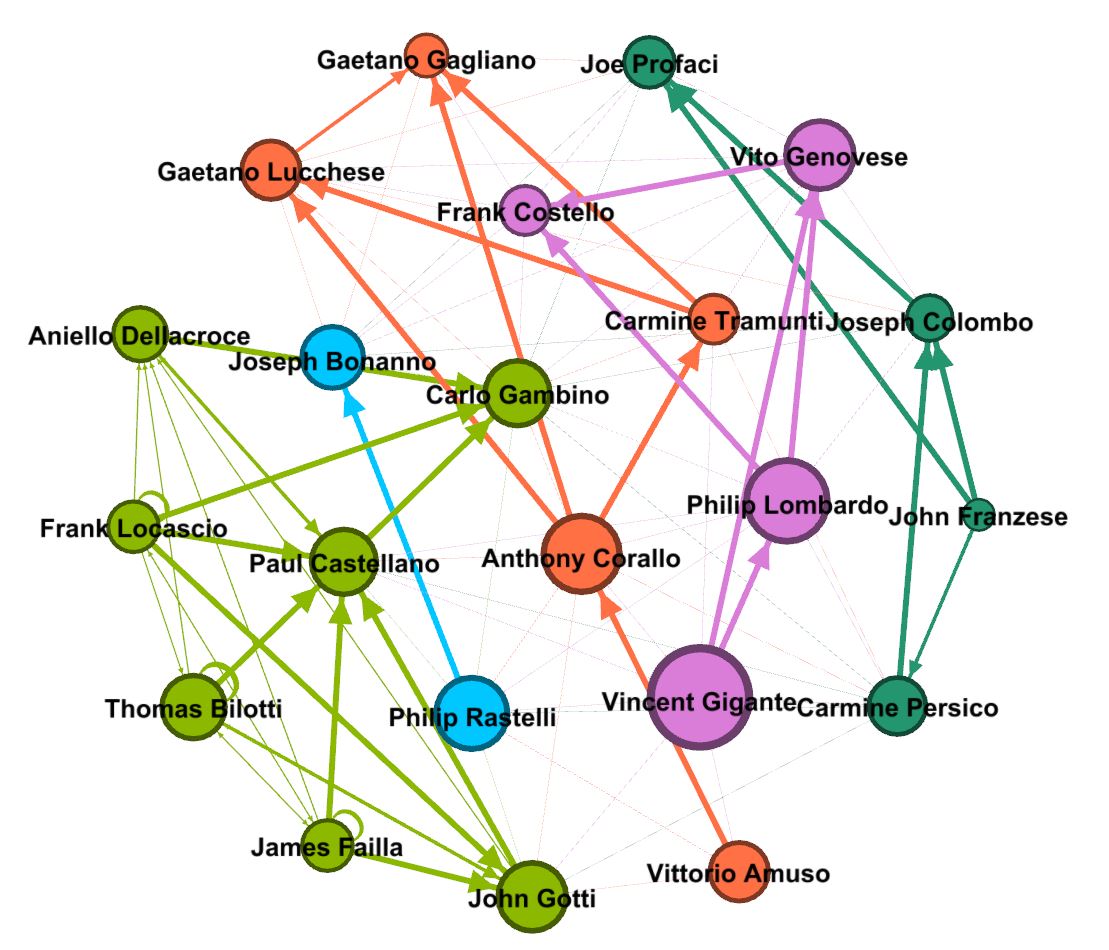 Gaetano Gagliano
Joe Profaci
Vito Genovese
Gaetano Lucchese
Frank Costello
Carmine Tramunti
Joseph Colombo
Aniello Dellacroce
Joseph Bonanno
Carlo Gambino
Philip Lombardo
John Franzese
Frank Locascio
Paul Castellano
Anthony Corallo
Thomas Bilotti
Philip Rastelli
Vincent Gigante
Carmine Persico
James Failla
John Gotti
Vittorio Amuso